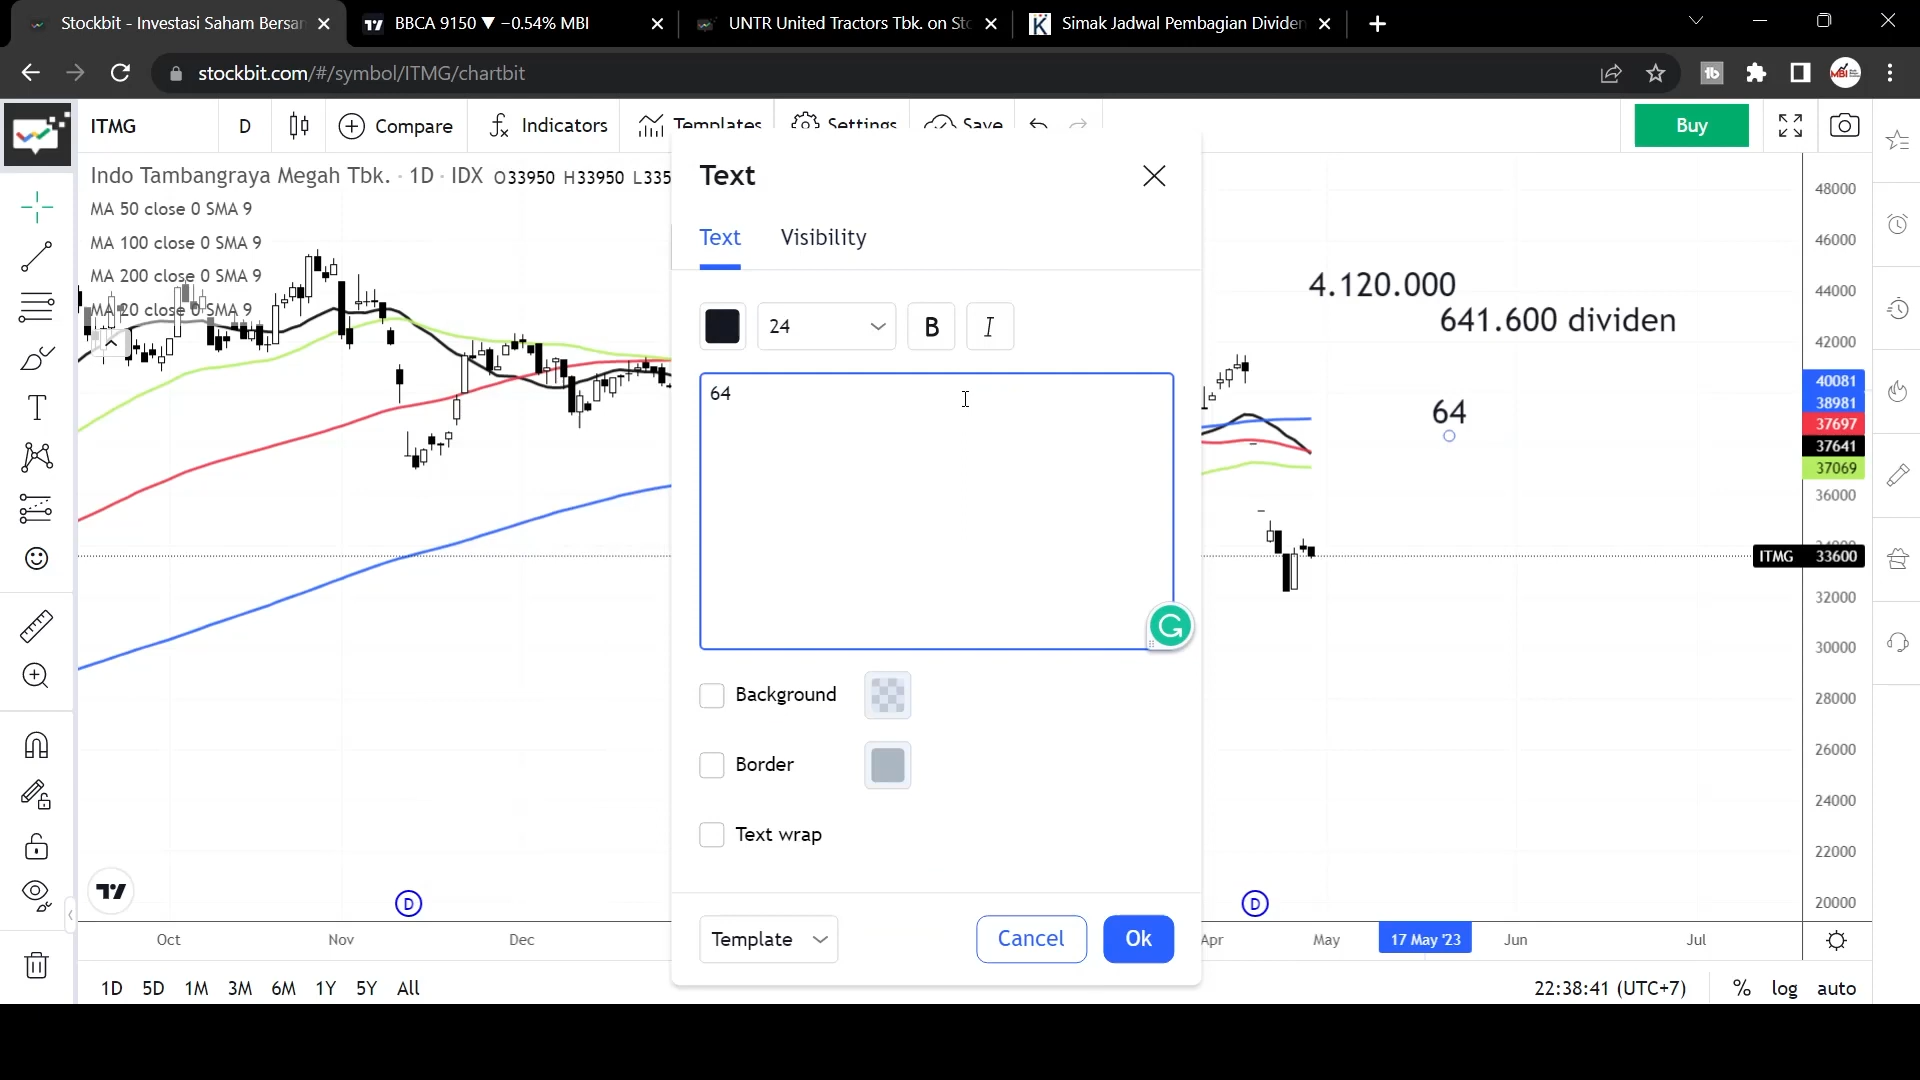 Stockbit - Investasi Saham Bersar
BBCA 9150 ▼ −0.54% MBI
UNTR United Tractors Tbk. on Sto
Simak Jadwal Pembagian Dividen
stockbit.com/#/symbol/ITMG/chartbit
ITMG
D
Compare
Indicators
Templates
Settings
Save
Buy
Indo Tambangraya Megah Tbk. · 1D · IDX O33950 H33950 L335
MA 50 close 0 SMA 9
MA 100 close 0 SMA 9
MA 200 close 0 SMA 9
MA 20 close 0 SMA 9
Text
Text
Visibility
24
B
I
64
Background
Border
Text wrap
Template
Cancel
Ok
4.120.000
641.600 dividen
64
48000
46000
44000
42000
40081
38981
37697
37641
37069
36000
34000
ITMG 33600
32000
30000
28000
26000
24000
22000
20000
D
D
Oct
Nov
Dec
Apr
May
17 May '23
Jun
Jul
1D
5D
1M
3M
6M
1Y
5Y
All
22:38:41 (UTC+7)
%
log
auto